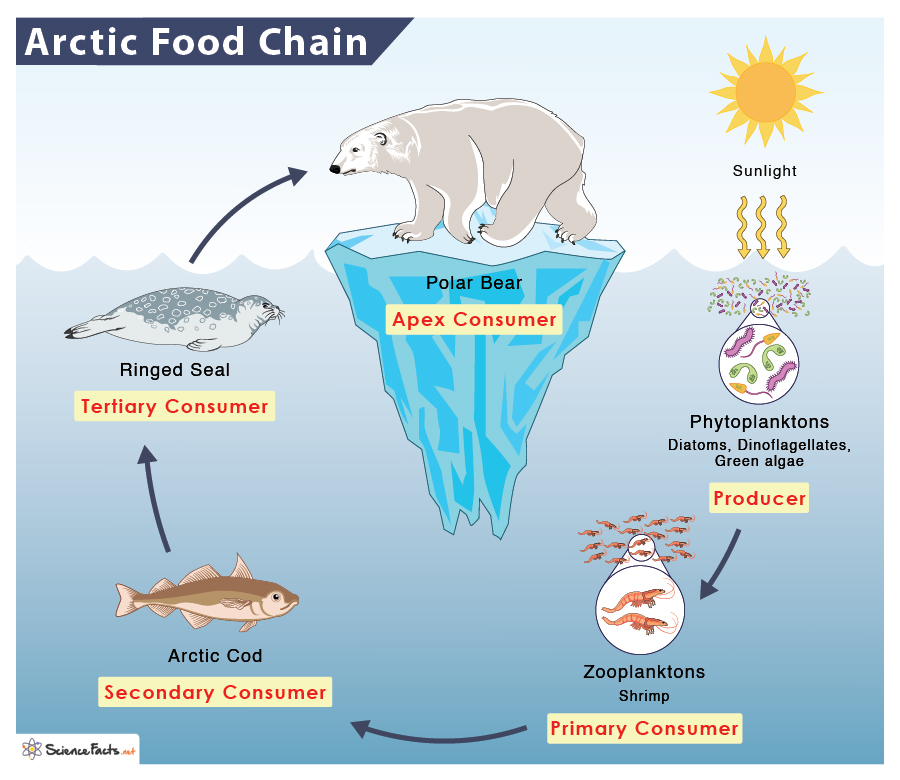 Arctic Food Chain
Sunlight
Polar Bear
Apex Consumer
Ringed Seal
Tertiary Consumer
Phytoplanktons
Diatoms, Dinoflagellates,
Green algae
Producer
Arctic Cod
Secondary Consumer
Zooplanktons
Shrimp
Primary Consumer
ScienceFacts.net